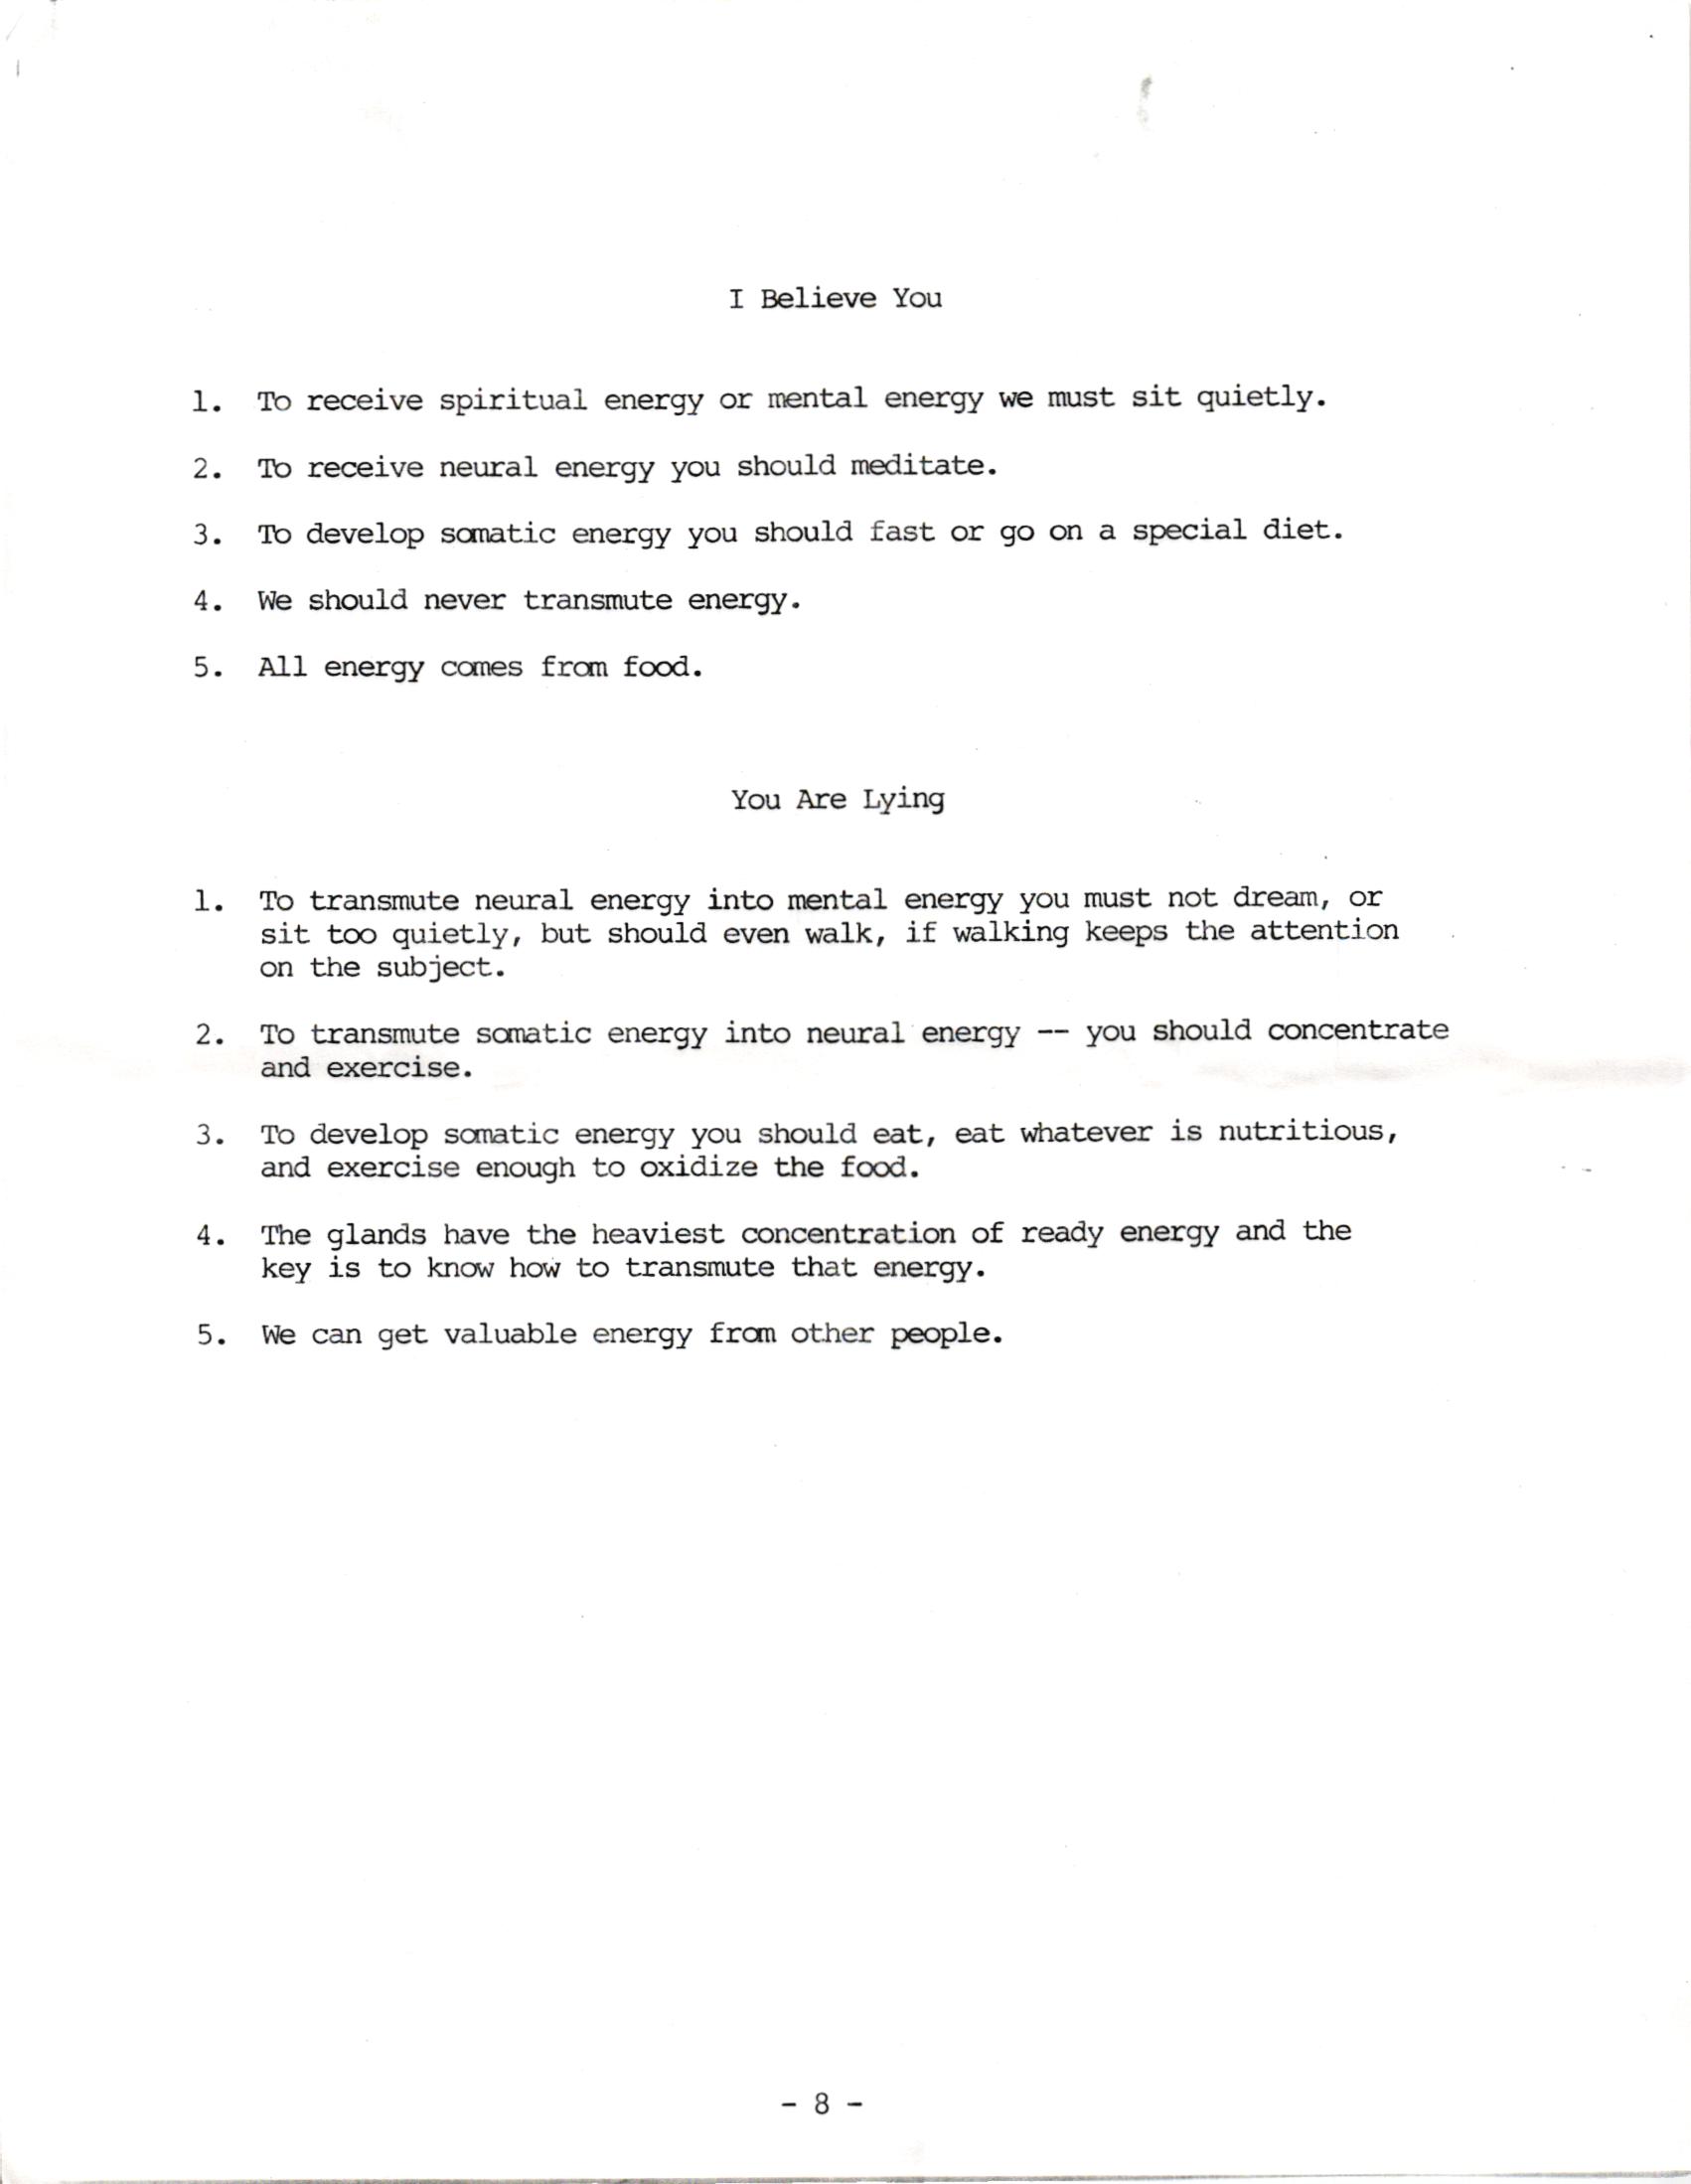 I Believe You
1. To receive spiritual energy or mental energy we must sit quietly.
2. To receive neural energy you should meditate.
3. To develop somatic energy you should fast or go on a special diet.
4. We should never transmute energy.
5. All energy comes from food.
You Are Lying
1. To transmute neural energy into mental energy you must not dream, or
sit too quietly, but should even walk, if walking keeps the attention
on the subject.
2. To transmute somatic energy into neural energy -- you should concentrate
and exercise.
3. To develop somatic energy you should eat, eat whatever is nutritious,
and exercise enough to oxidize the food.
4. The glands have the heaviest concentration of ready energy and the
key is to know how to transmute that energy.
5. We can get valuable energy from other people.
- 8 -